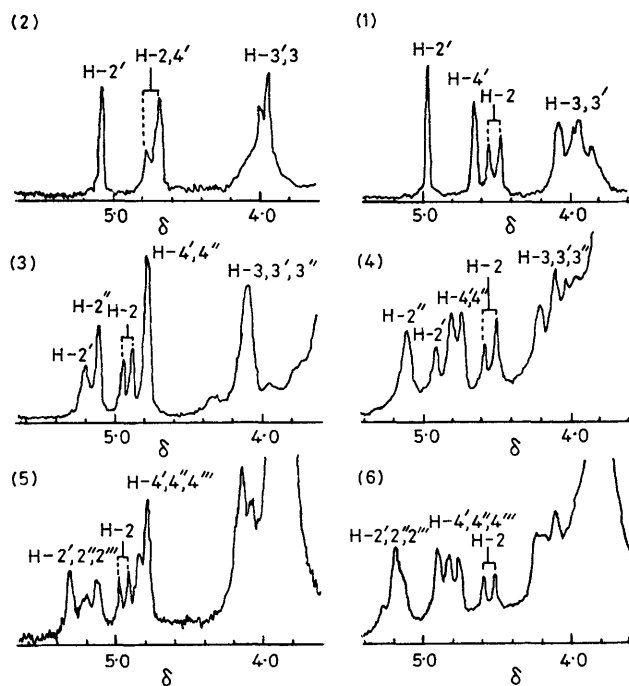 (2)
H-2,4′
H-2′
5.0 4.0
δ
(1)
H-2′
H-4′
H-2
H-3,3′
H-3′,3
5.0 4.0
δ
(3)
H-4′,4″
H-2″
H-2
H-2′
H-3,3′,3″
5.0 4.0
δ
(4)
H-3,3′,3″
H-2
H-4′,4″
H-2″
H-2′
5.0 4.0
δ
(5)
H-4′,4″,4‴
H-2
H-2′,2″,2‴
5.0 4.0
δ
(6)
H-4′,4″,4‴
H-2′,2″,2‴
H-2
5.0 4.0
δ